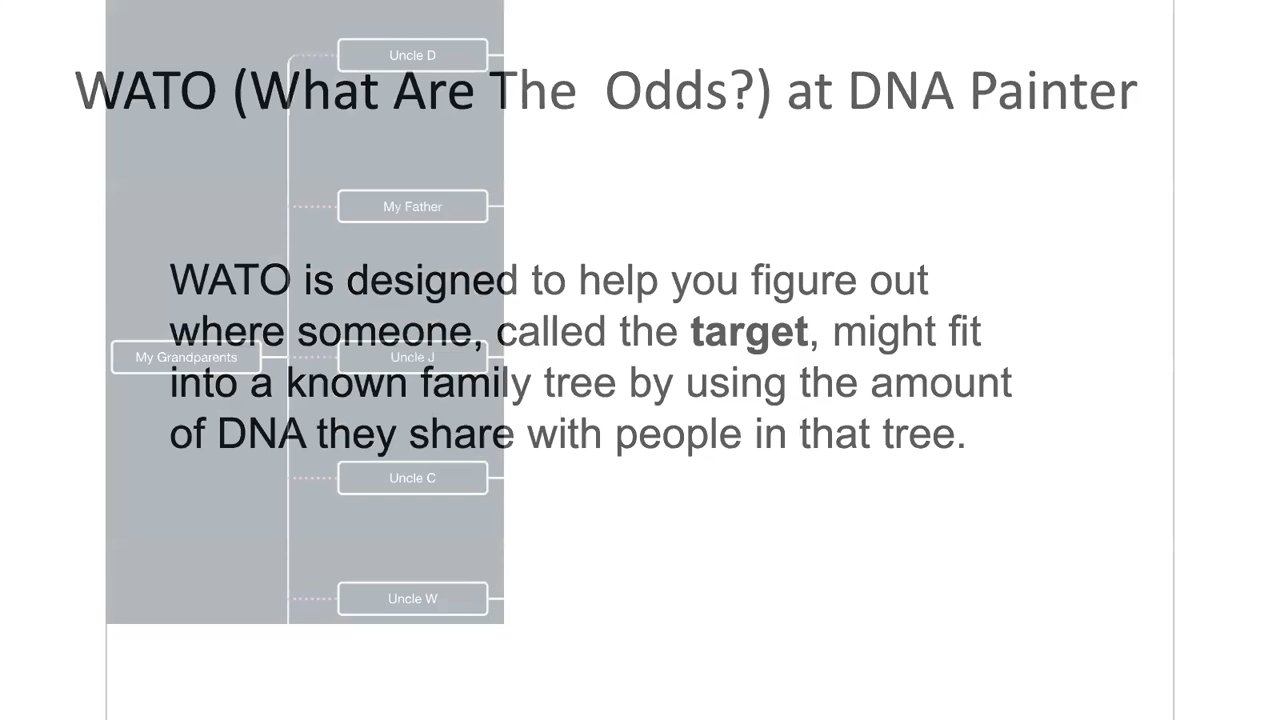 Uncle D
WATO (What Are The Odds?) at DNA Painter
My Father
WATO is designed to help you figure out
where someone, called the target, might fit
My Grandparents
Uncle J
into a known family tree by using the amount
of DNA they share with people in that tree.
Uncle C
Uncle W